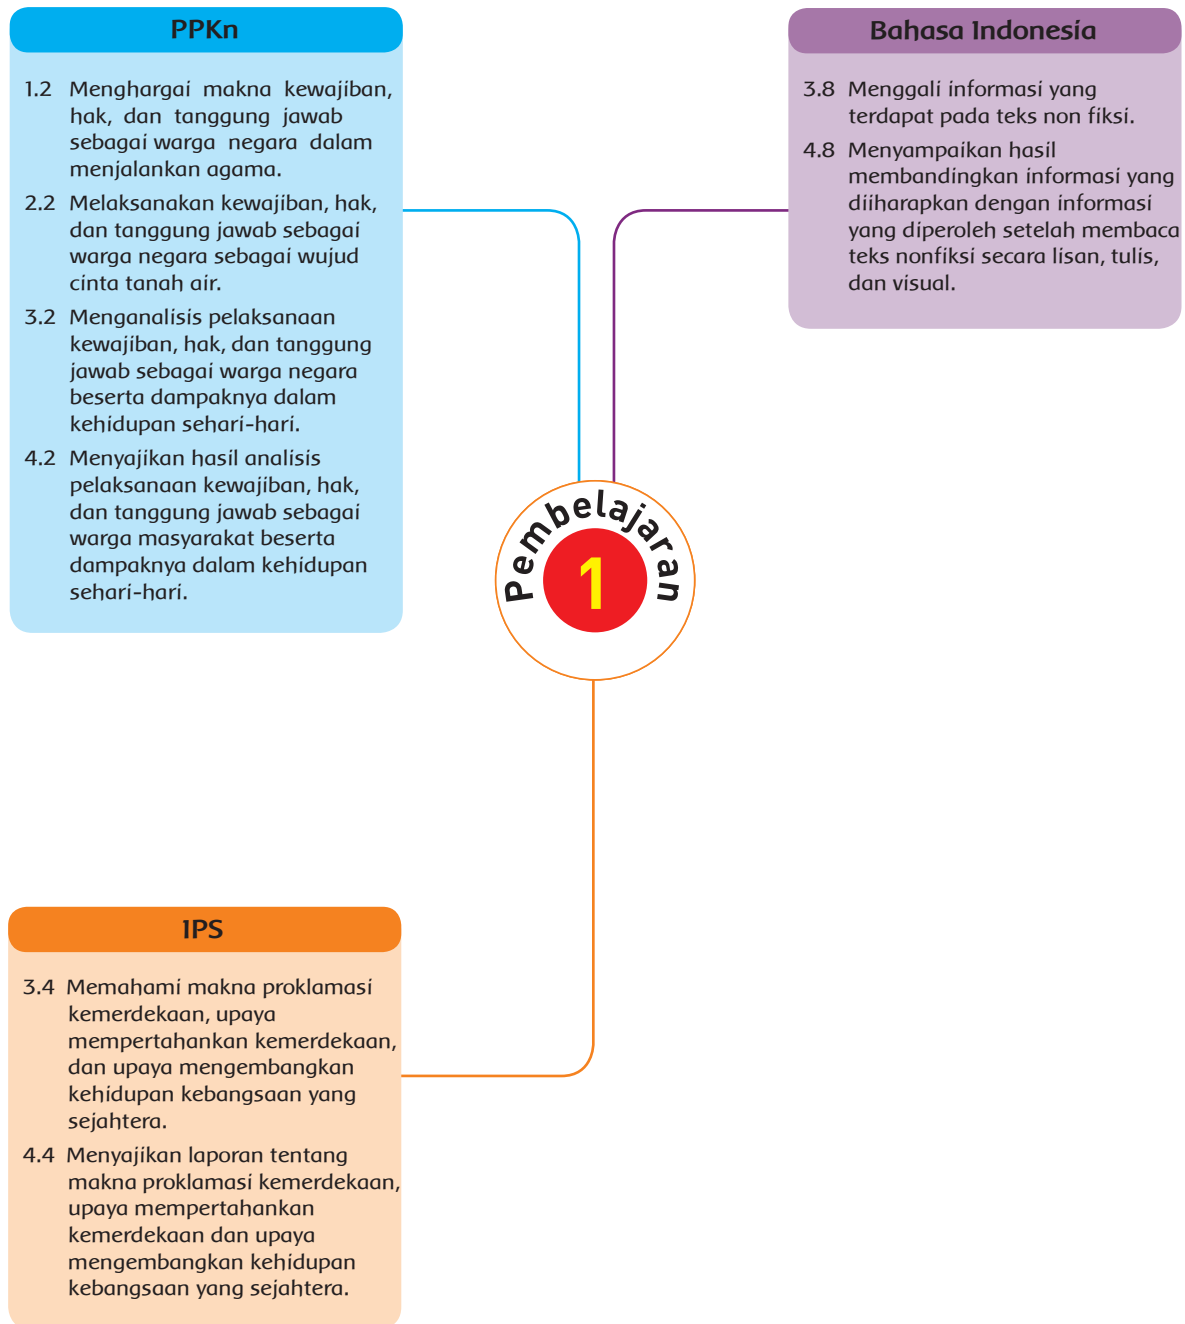 PPKn
1.2 Menghargai makna kewajiban,
hak, dan tanggung jawab
sebagai warga negara dalam
menjalankan agama.
2.2 Melaksanakan kewajiban, hak,
dan tanggung jawab sebagai
warga negara sebagai wujud
cinta tanah air.
3.2 Menganalisis pelaksanaan
kewajiban, hak, dan tanggung
jawab sebagai warga negara
beserta dampaknya dalam
kehidupan sehari-hari.
4.2 Menyajikan hasil analisis
pelaksanaan kewajiban, hak,
dan tanggung jawab sebagai
warga masyarakat beserta
dampaknya dalam kehidupan
sehari-hari.
Bahasa Indonesia
3.8 Menggali informasi yang
terdapat pada teks non fiksi.
4.8 Menyampaikan hasil
membandingkan informasi yang
diiharapkan dengan informasi
yang diperoleh setelah membaca
teks nonfiksi secara lisan, tulis,
dan visual.
Pembelajaran
1
IPS
3.4 Memahami makna proklamasi
kemerdekaan, upaya
mempertahankan kemerdekaan,
dan upaya mengembangkan
kehidupan kebangsaan yang
sejahtera.
4.4 Menyajikan laporan tentang
makna proklamasi kemerdekaan,
upaya mempertahankan
kemerdekaan dan upaya
mengembangkan kehidupan
kebangsaan yang sejahtera.